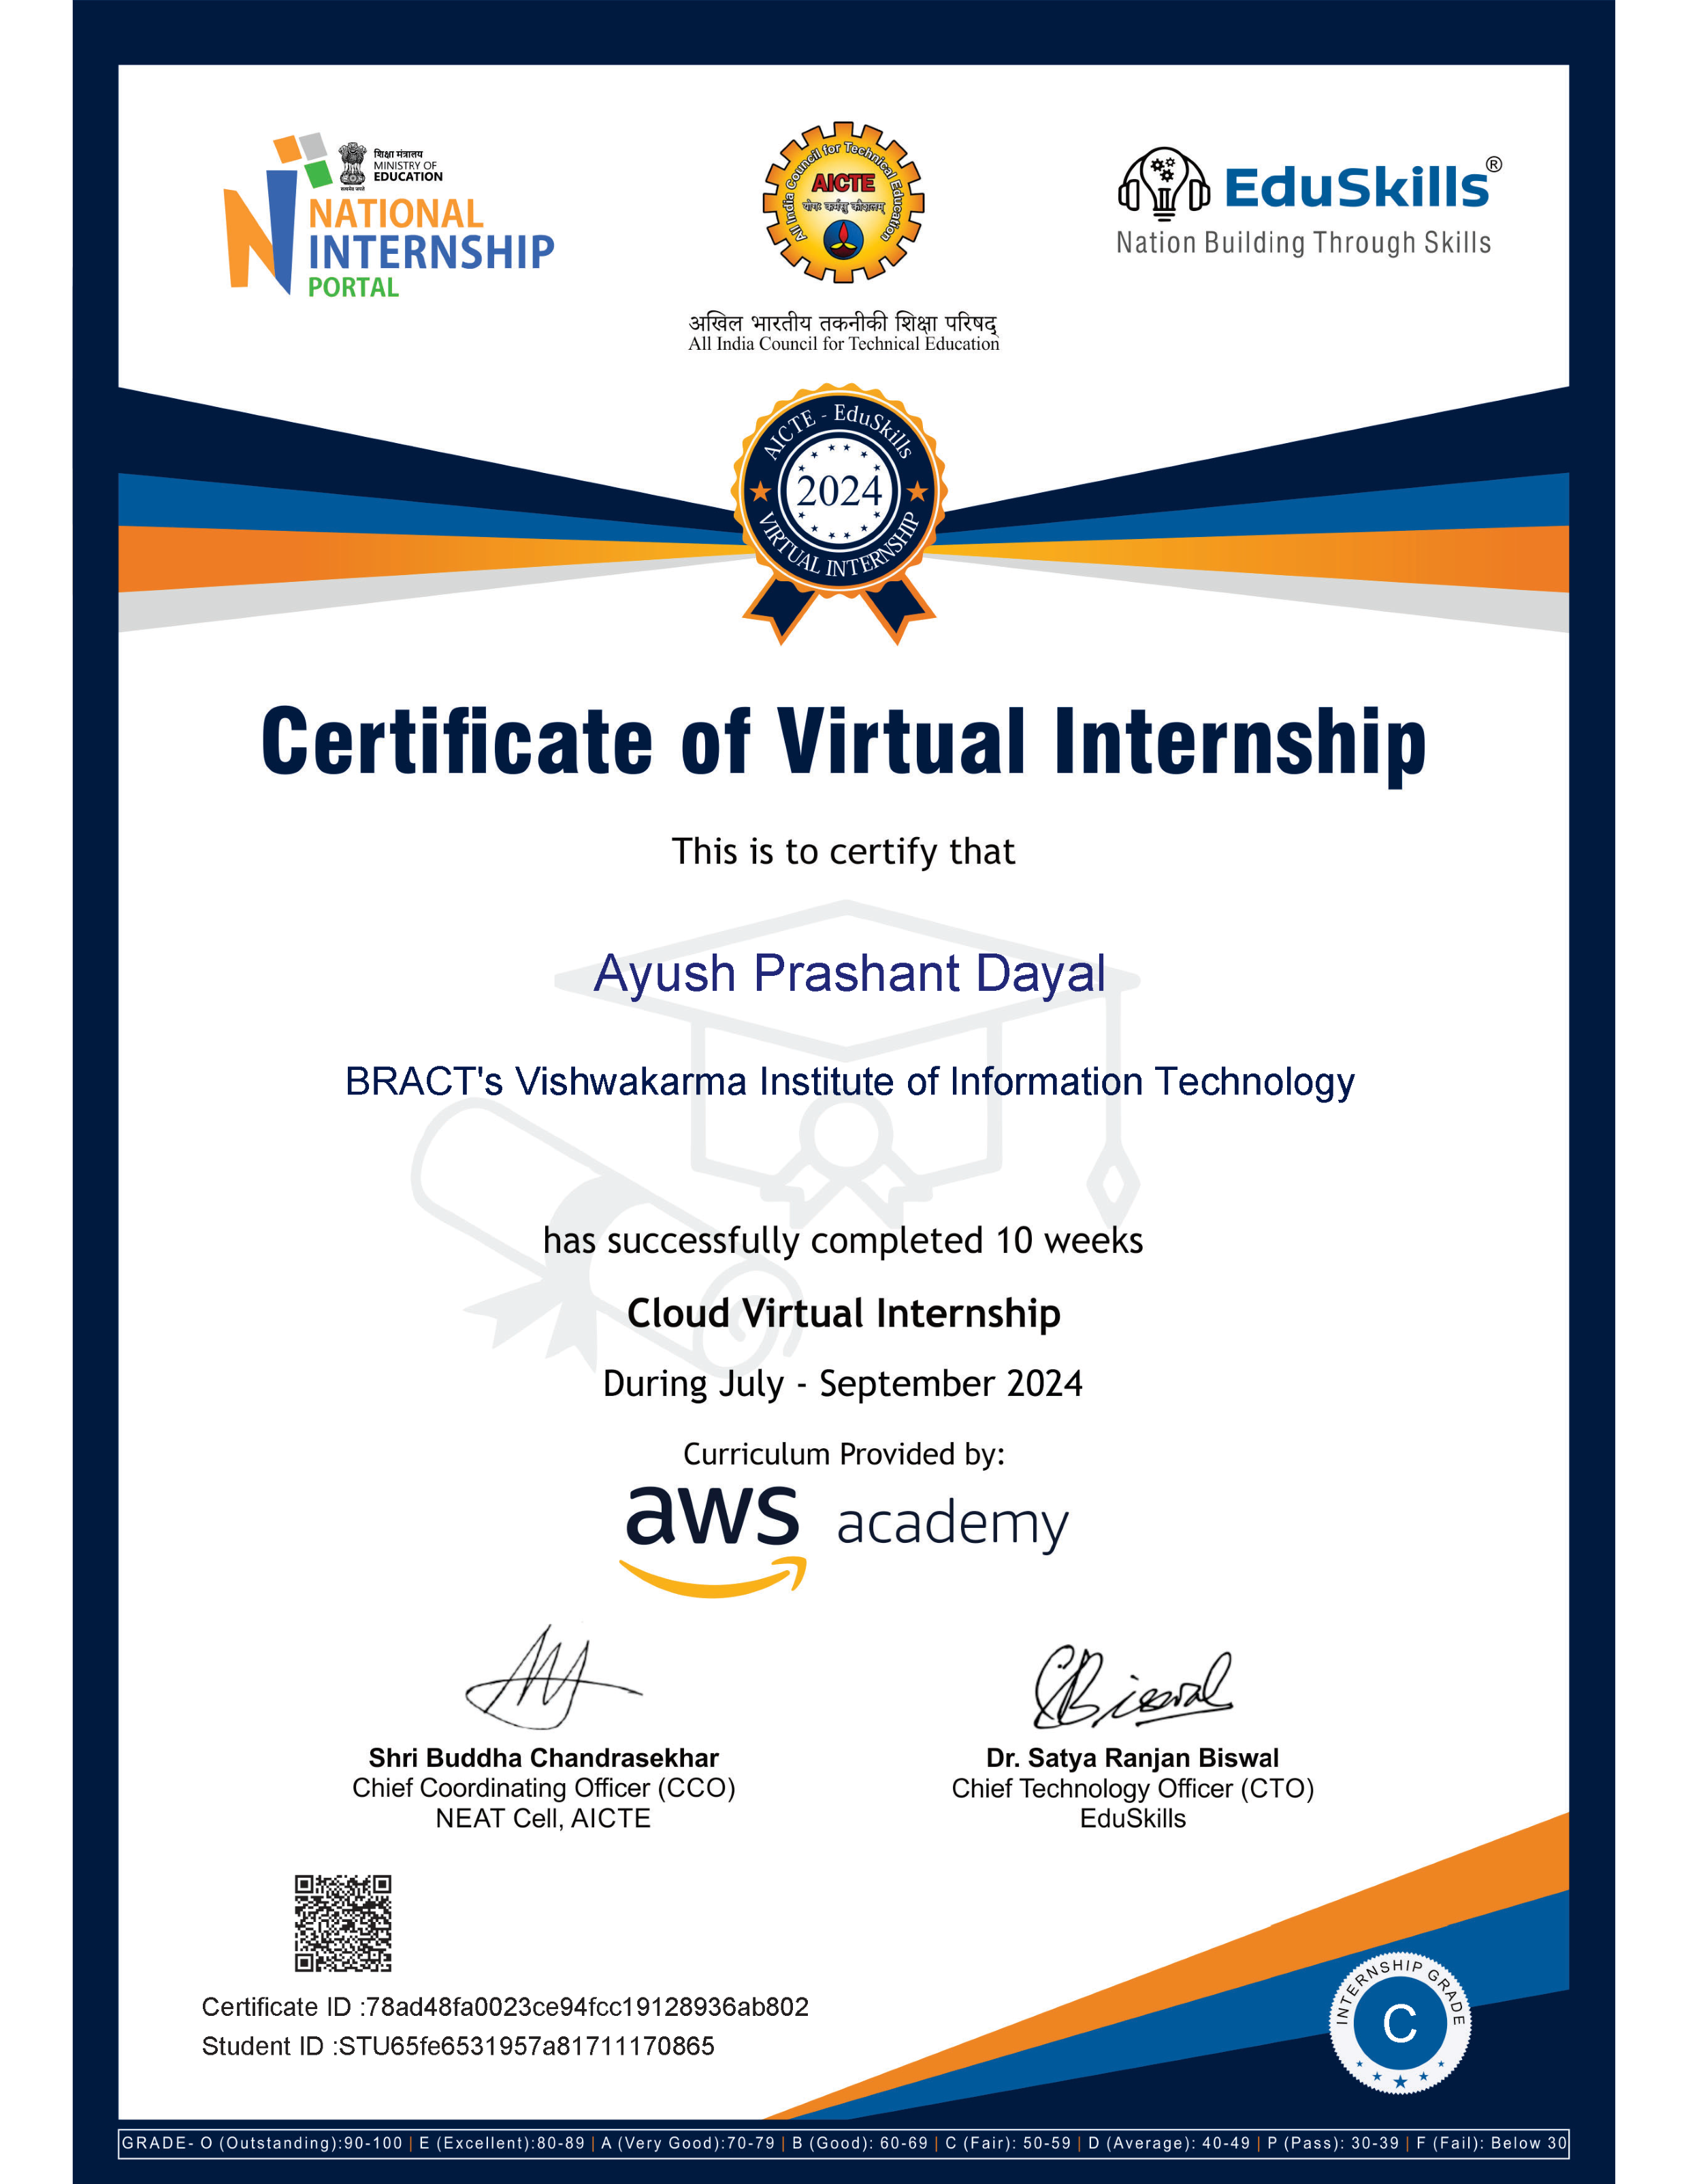 शिक्षा मंत्रालय
MINISTRY OF
EDUCATION
सत्यमेव जयते
NATIONAL
INTERNSHIP
PORTAL
All India Council for Technical Education
AICTE
योगः कर्मसु कौशलम्
अखिल भारतीय तकनीकी शिक्षा परिषद्
All India Council for Technical Education
EduSkills®
Nation Building Through Skills
AICTE - EduSkills
2024
VIRTUAL INTERNSHIP
Certificate of Virtual Internship
This is to certify that
Ayush Prashant Dayal
BRACT's Vishwakarma Institute of Information Technology
has successfully completed 10 weeks
Cloud Virtual Internship
During July - September 2024
Curriculum Provided by:
aws academy
Biswal
Shri Buddha Chandrasekhar
Chief Coordinating Officer (CCO)
NEAT Cell, AICTE
Dr. Satya Ranjan Biswal
Chief Technology Officer (CTO)
EduSkills
Certificate ID :78ad48fa0023ce94fcc19128936ab802
Student ID :STU65fe6531957a81711170865
INTERNSHIP GRADE
C
GRADE- O (Outstanding):90-100 | E (Excellent):80-89 | A (Very Good):70-79 | B (Good): 60-69 | C (Fair): 50-59 | D (Average): 40-49 | P (Pass): 30-39 | F (Fail): Below 30